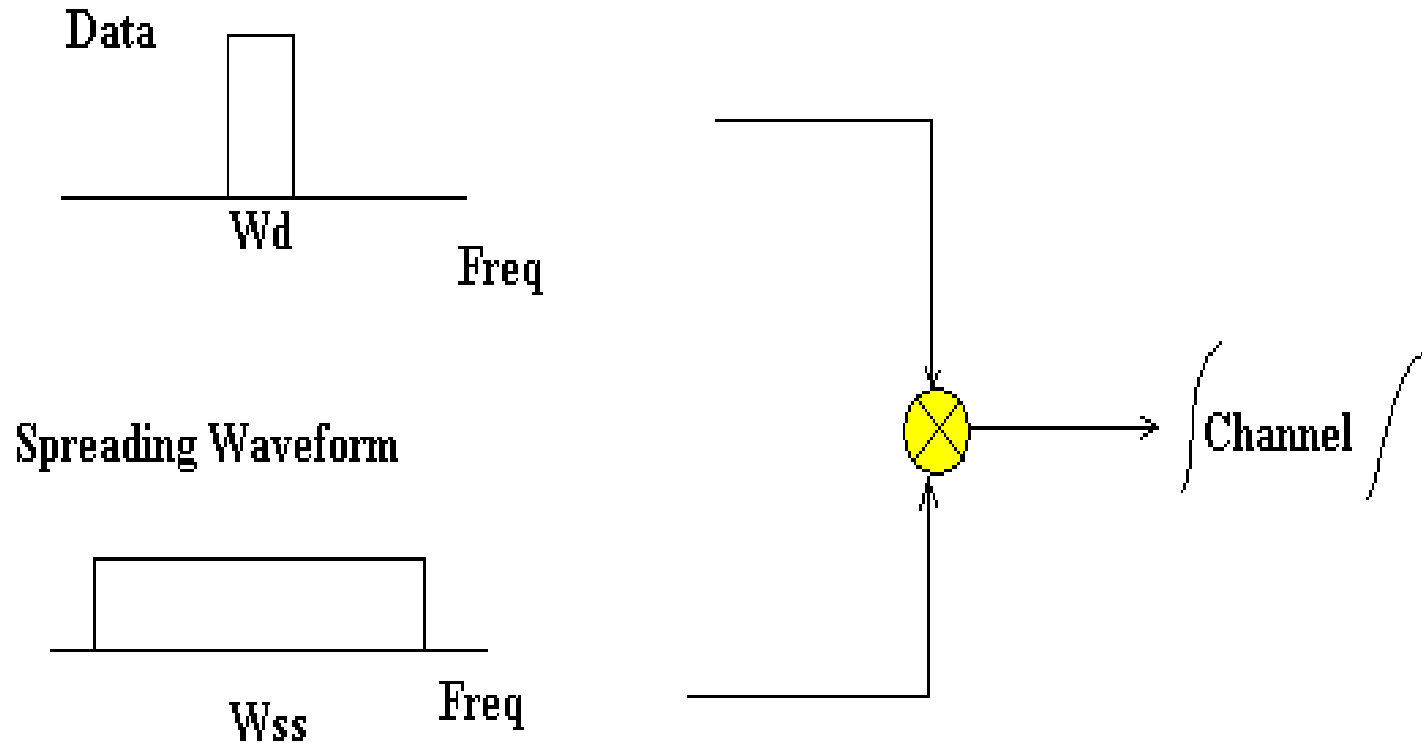 Data
Wd
Freq
Channel
Spreading Waveform
Freq
Wss